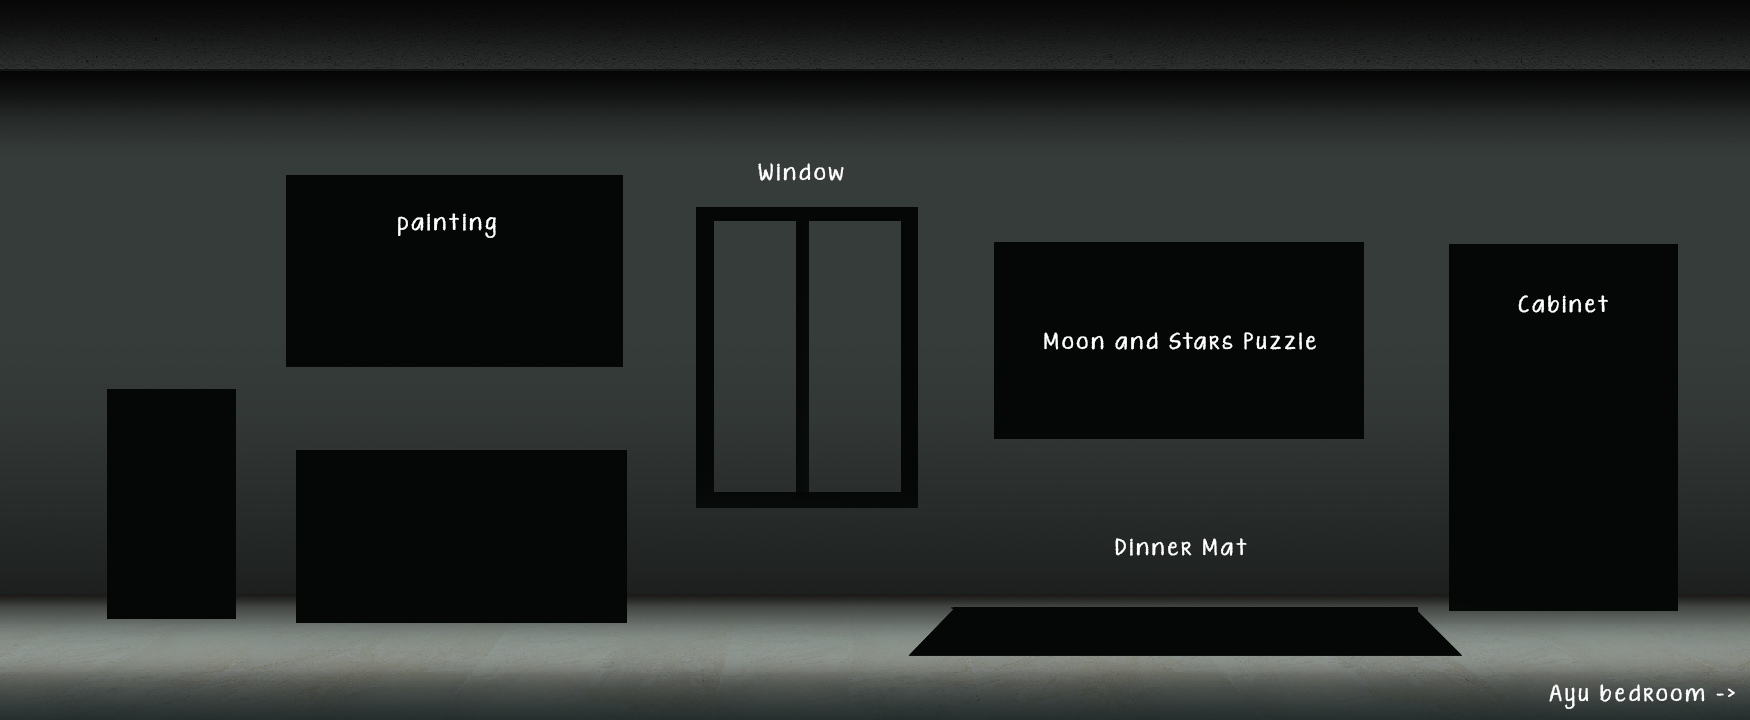 Window
painting
Cabinet
Moon and Stars Puzzle
Dinner Mat
Ayu bedroom ->